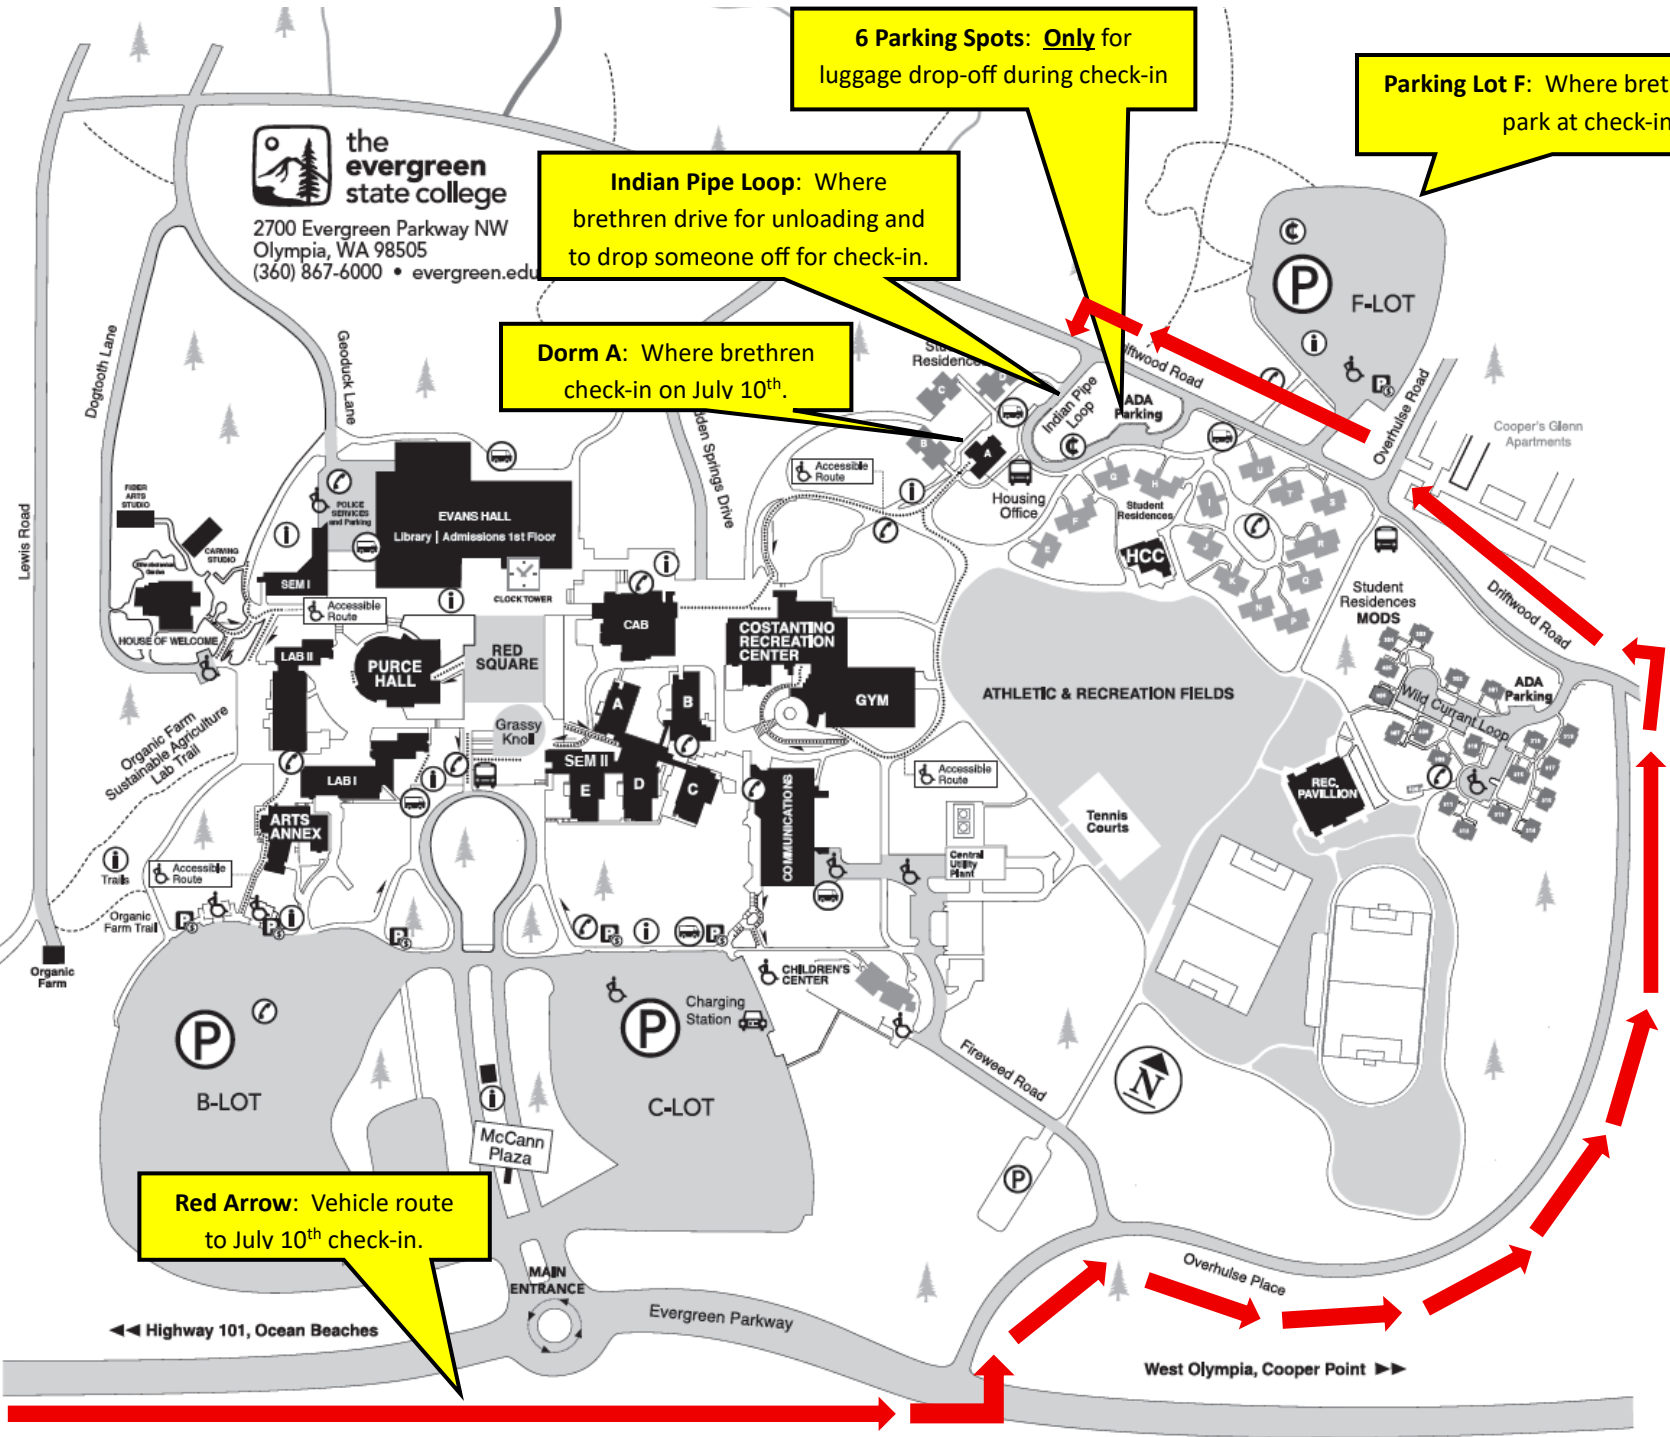 6 Parking Spots: Only for
luggage drop-off during check-in
Parking Lot F: Where bret
park at check-in
the
evergreen
state college
2700 Evergreen Parkway NW
Olympia, WA 98505
(360) 867-6000 • evergreen.edu
Indian Pipe Loop: Where
brethren drive for unloading and
to drop someone off for check-in.
Dorm A: Where brethren
check-in on July 10th.
F-LOT
P
Driftwood Road
Indian Pipe
Loop
ADA
Parking
Overhulse Road
Cooper's Glenn
Apartments
Residences
C
B
A
Housing
Office
Accessible
Route
Dogtooth Lane
Geoduck Lane
Lewis Road
FIBER
ARTS
STUDIO
CARVING
STUDIO
POLICE
SERVICES
and Parking
EVANS HALL
Library | Admissions 1st Floor
CLOCK TOWER
SEM I
Accessible
Route
HOUSE OF WELCOME
LAB II
PURCE
HALL
RED
SQUARE
CAB
COSTANTINO
RECREATION
CENTER
GYM
G
H
F
E
Student
Residences
HCC
I
U
T
S
R
J
K
Q
N
P
Student
Residences
MODS
Driftwood Road
ADA
Parking
Wild Currant Loop
ATHLETIC & RECREATION FIELDS
REC.
PAVILLION
Tennis
Courts
Organic Farm
Sustainable Agriculture
Lab Trail
Grassy
Knoll
A
B
SEM II
E
D
C
LAB I
ARTS
ANNEX
COMMUNICATIONS
Accessible
Route
Central
Utility
Plant
Trails
Accessible
Route
Organic
Farm Trail
Organic
Farm
CHILDREN'S
CENTER
Charging
Station
P
B-LOT
P
C-LOT
McCann
Plaza
Fireweed Road
N
P
Red Arrow: Vehicle route
to July 10th check-in.
MAIN
ENTRANCE
Overhulse Place
Evergreen Parkway
Highway 101, Ocean Beaches
West Olympia, Cooper Point